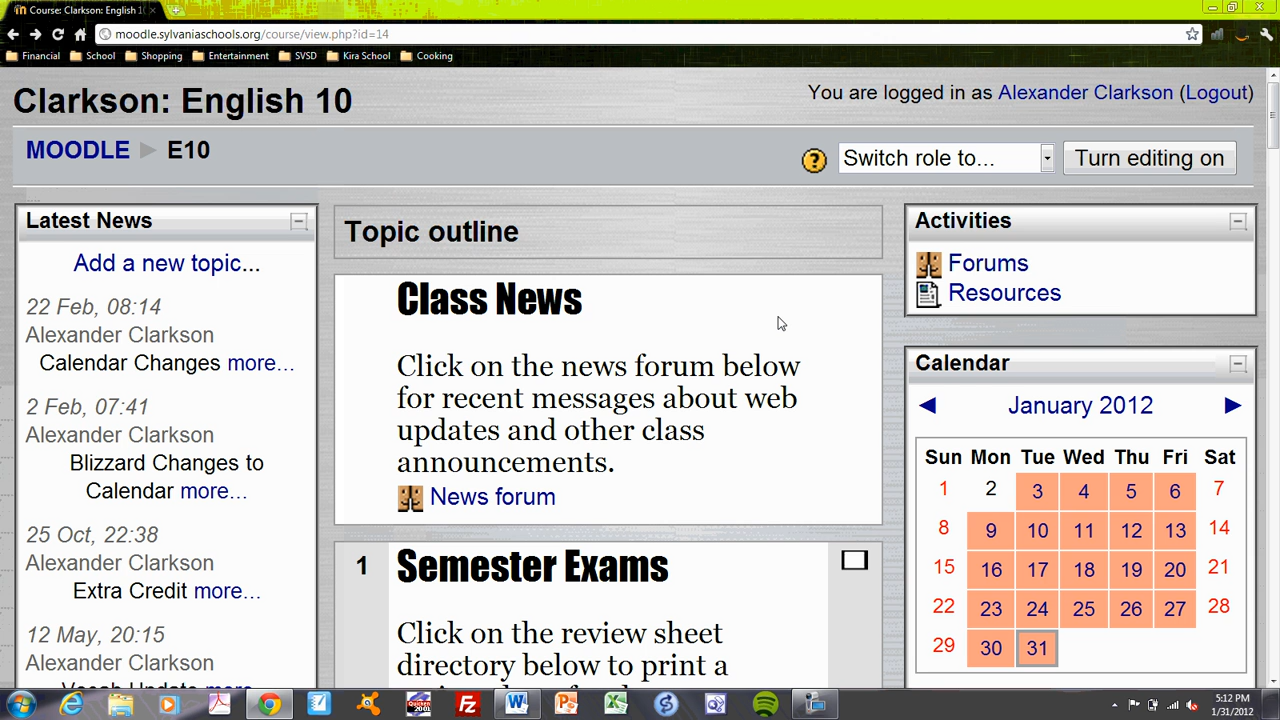 Course: Clarkson: English 10
moodle.sylvaniaschools.org/course/view.php?id=14
Financial School Shopping Entertainment SVSD Kira School Cooking
Clarkson: English 10
You are logged in as Alexander Clarkson (Logout)
MOODLE ► E10
Switch role to...
Turn editing on
Latest News
Add a new topic...
22 Feb, 08:14
Alexander Clarkson
Calendar Changes more...
2 Feb, 07:41
Alexander Clarkson
Blizzard Changes to
Calendar more...
25 Oct, 22:38
Alexander Clarkson
Extra Credit more...
12 May, 20:15
Alexander Clarkson
Vocab Update more...
Topic outline
Class News
Click on the news forum below
for recent messages about web
updates and other class
announcements.
News forum
1
Semester Exams
Click on the review sheet
directory below to print a
Activities
Forums
Resources
Calendar
◄ January 2012 ►
Sun Mon Tue Wed Thu Fri Sat
1 2 3 4 5 6 7
8 9 10 11 12 13 14
15 16 17 18 19 20 21
22 23 24 25 26 27 28
29 30 31
5:12 PM
1/31/2012